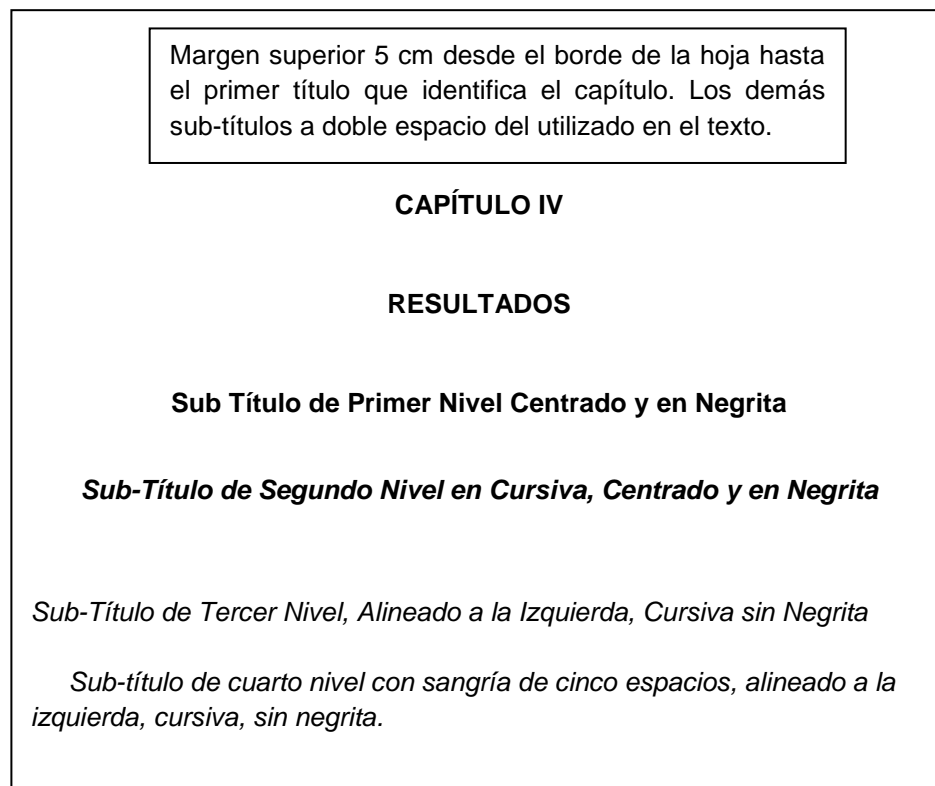 Margen superior 5 cm desde el borde de la hoja hasta
el primer título que identifica el capítulo. Los demás
sub-títulos a doble espacio del utilizado en el texto.
CAPÍTULO IV
RESULTADOS
Sub Título de Primer Nivel Centrado y en Negrita
Sub-Título de Segundo Nivel en Cursiva, Centrado y en Negrita
Sub-Título de Tercer Nivel, Alineado a la Izquierda, Cursiva sin Negrita
Sub-título de cuarto nivel con sangría de cinco espacios, alineado a la
izquierda, cursiva, sin negrita.